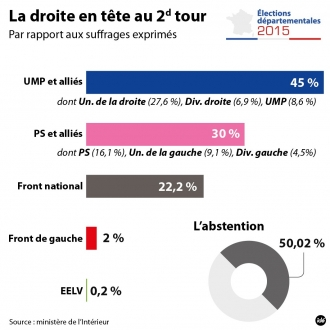 La droite en tête au 2d tour
Par rapport aux suffrages exprimés
Élections
départementales
2015
UMP et alliés
45 %
dont Un. de la droite (27,6 %), Div. droite (6,9 %), UMP (8,6 %)
PS et alliés
30 %
dont PS (16,1 %), Un. de la gauche (9,1 %), Div. gauche (4,5%)
Front national
22,2 %
Front de gauche
2 %
EELV
0,2 %
L'abstention
50,02 %
Source : ministère de l'Intérieur
idé